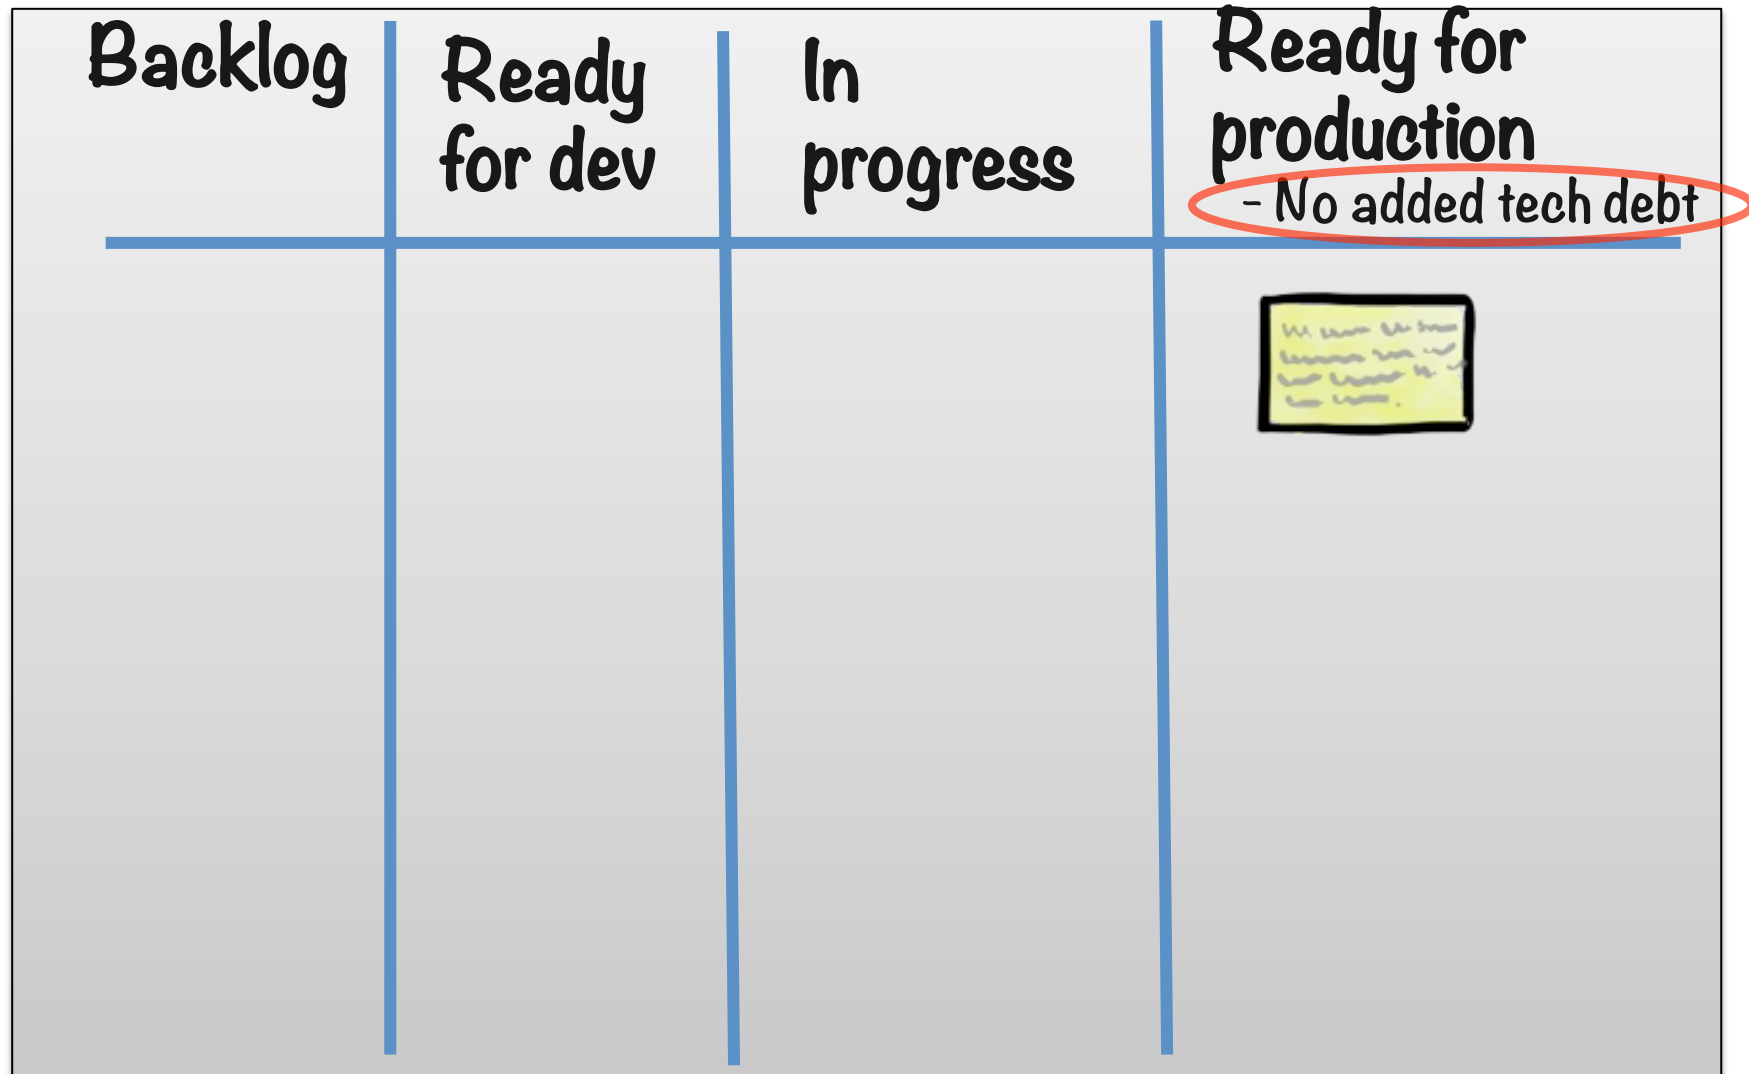 Backlog
Ready
for dev
In
progress
Ready for
production
- No added tech debt